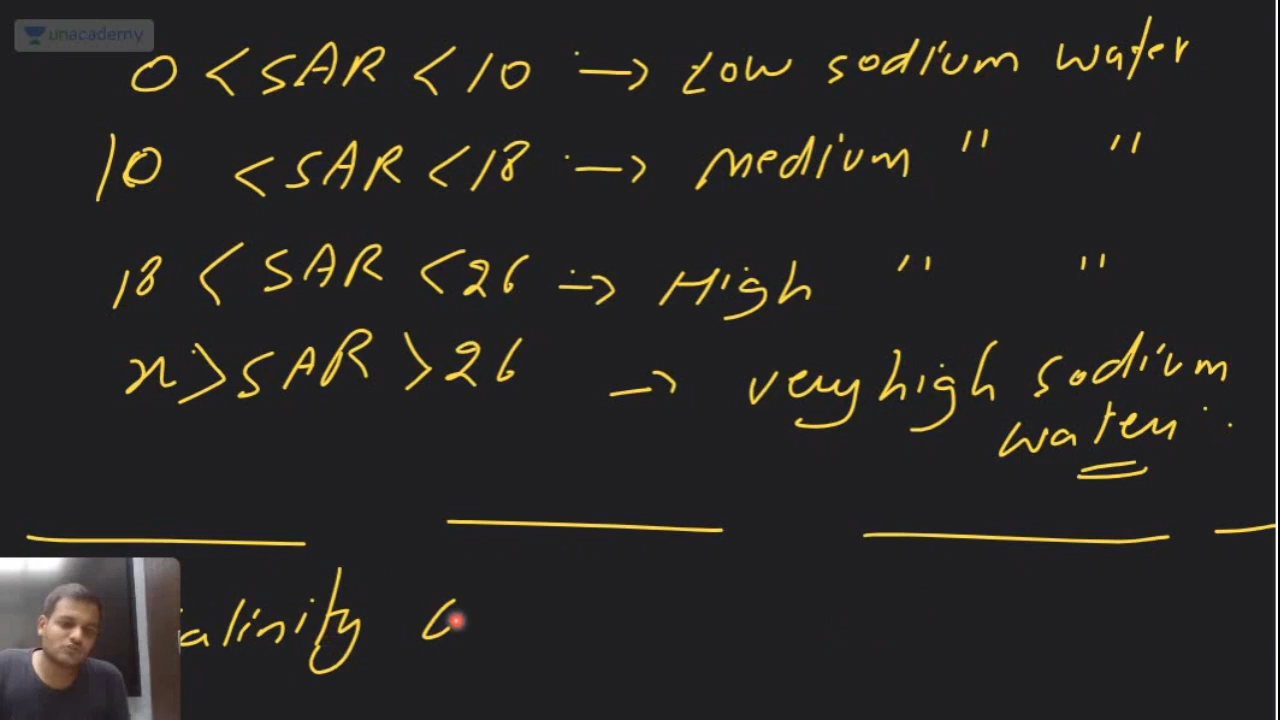 unacademy
0 < SAR < 10 → Low sodium water
10 < SAR < 18 → medium " "
18 < SAR < 26 → High " "
x > SAR > 26 → very high sodium
water
alinity